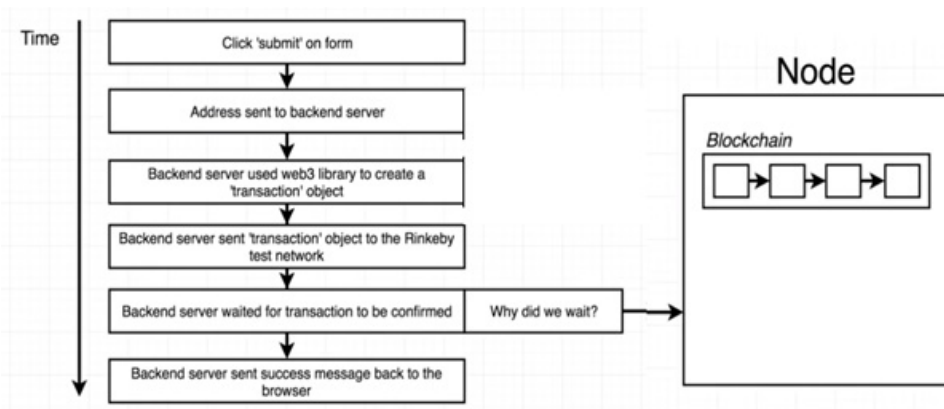 Time
Click 'submit' on form
Address sent to backend server
Backend server used web3 library to create a
'transaction' object
Backend server sent 'transaction' object to the Rinkeby
test network
Backend server waited for transaction to be confirmed
Why did we wait?
Backend server sent success message back to the
browser
Node
Blockchain